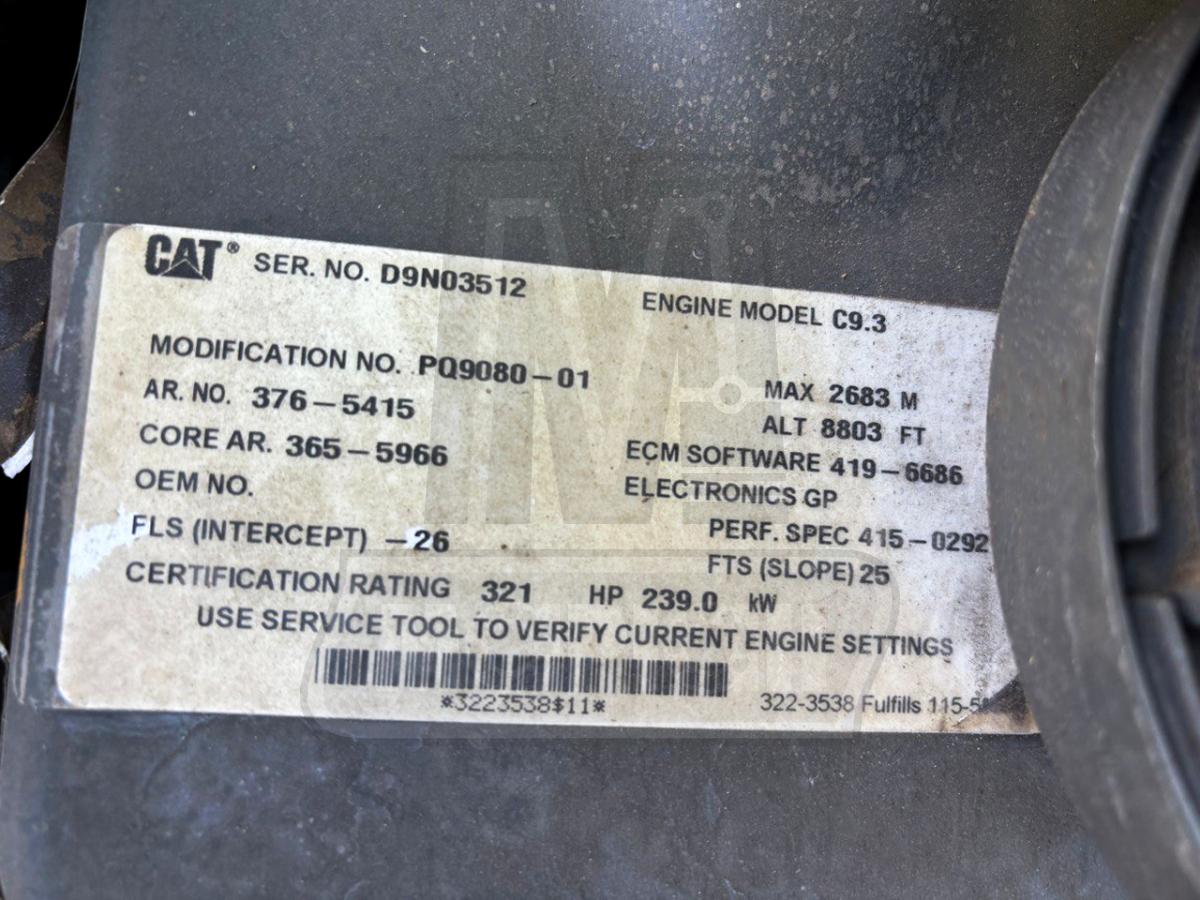 CAT® SER. NO. D9N03512
ENGINE MODEL C9.3
MODIFICATION NO. PQ9080-01
MAX 2683 M
AR. NO. 376-5415
ALT 8803 FT
CORE AR. 365-5966
ECM SOFTWARE 419-6686
OEM NO.
ELECTRONICS GP
FLS (INTERCEPT) -26
PERF. SPEC 415-0292
FTS (SLOPE) 25
CERTIFICATION RATING 321 HP 239.0 kW
USE SERVICE TOOL TO VERIFY CURRENT ENGINE SETTINGS
*3223538$11*
322-3538 Fulfills